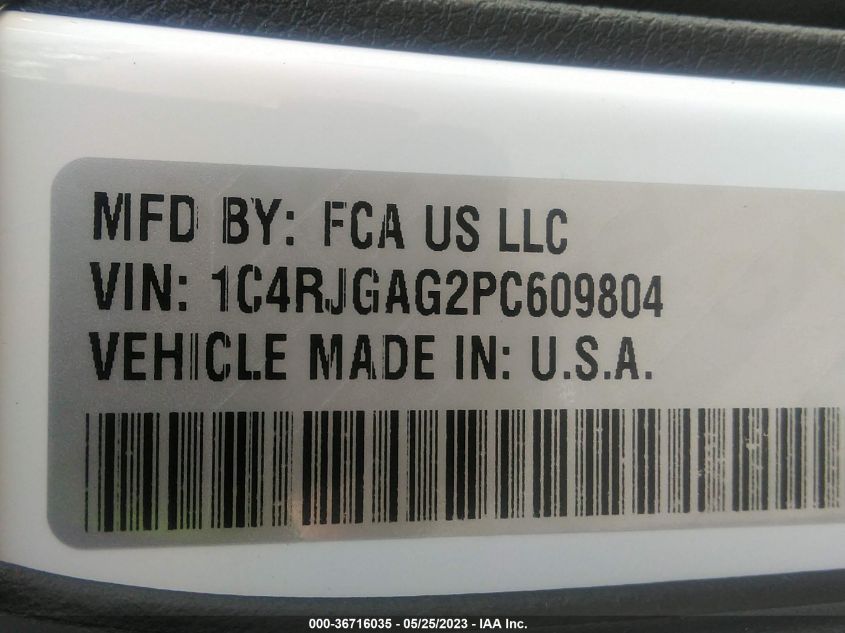 MFD BY: FCA US LLC
VIN: 1C4RJGAG2PC609804
VEHICLE MADE IN: U.S.A.
000-36716035 - 05/25/2023 - IAA Inc.